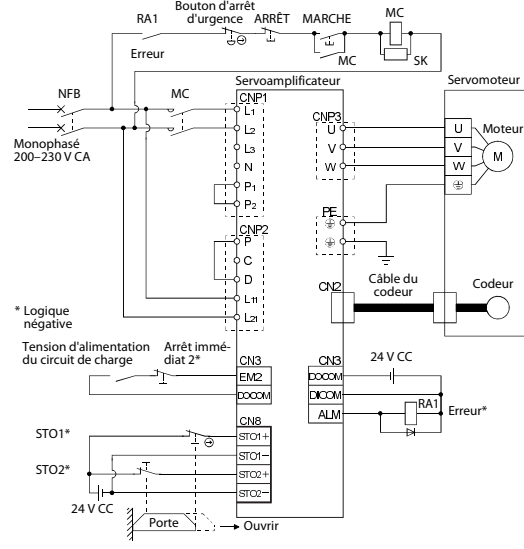 Bouton d'arrêt
d'urgence
RA1
ARRÊT
MARCHE
MC
Erreur
MC
SK
Servoamplificateur
Servomoteur
NFB
MC
CNP1
L1
L2
L3
N
P1
P2
CNP3
U
V
W
U
V
W
Moteur
M
Monophasé
200–230 V CA
PE
CNP2
P
C
D
L11
L21
CN2
Câble du
codeur
Codeur
* Logique
négative
Tension d'alimentation
du circuit de charge
Arrêt immé-
diat 2*
CN3
EM2
DOCOM
CN3
DOCOM
DICOM
ALM
24 V CC
RA1
Erreur*
CN8
STO1+
STO1−
STO2+
STO2−
STO1*
STO2*
24 V CC
Porte
Ouvrir